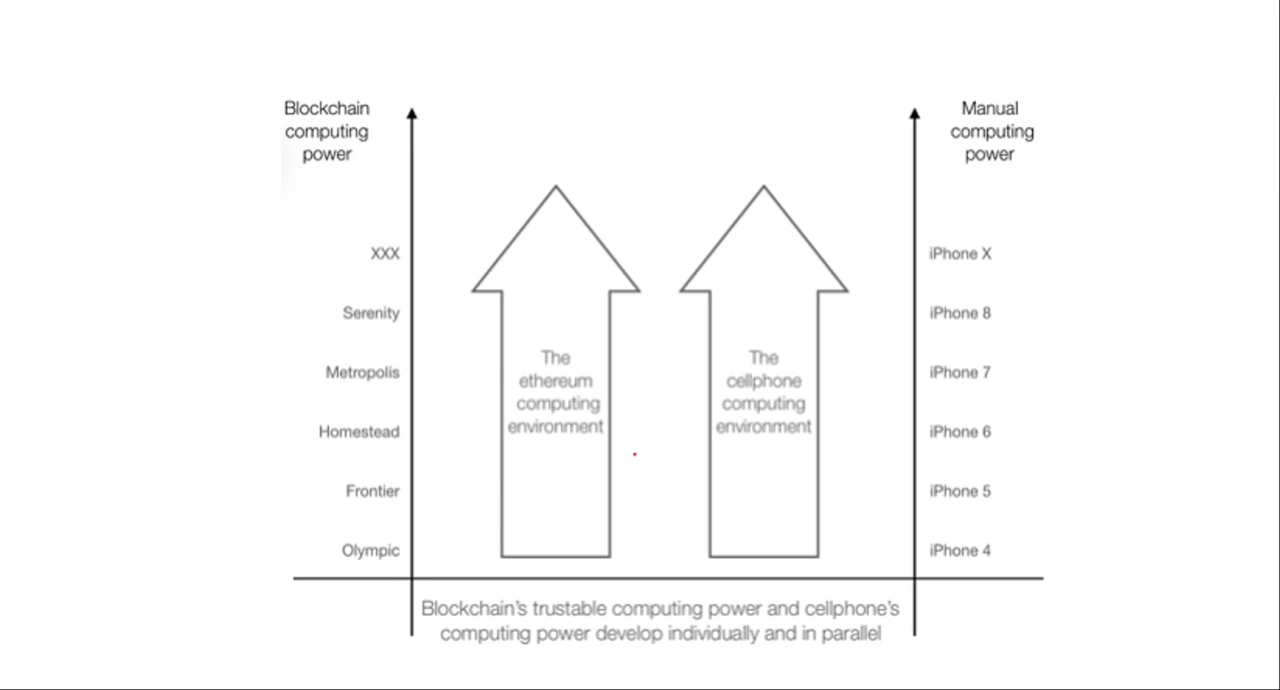 Blockchain
computing
power
Manual
computing
power
XXX
Serenity
Metropolis
Homestead
Frontier
Olympic
The
ethereum
computing
environment
The
cellphone
computing
environment
iPhone X
iPhone 8
iPhone 7
iPhone 6
iPhone 5
iPhone 4
Blockchain's trustable computing power and cellphone's
computing power develop individually and in parallel